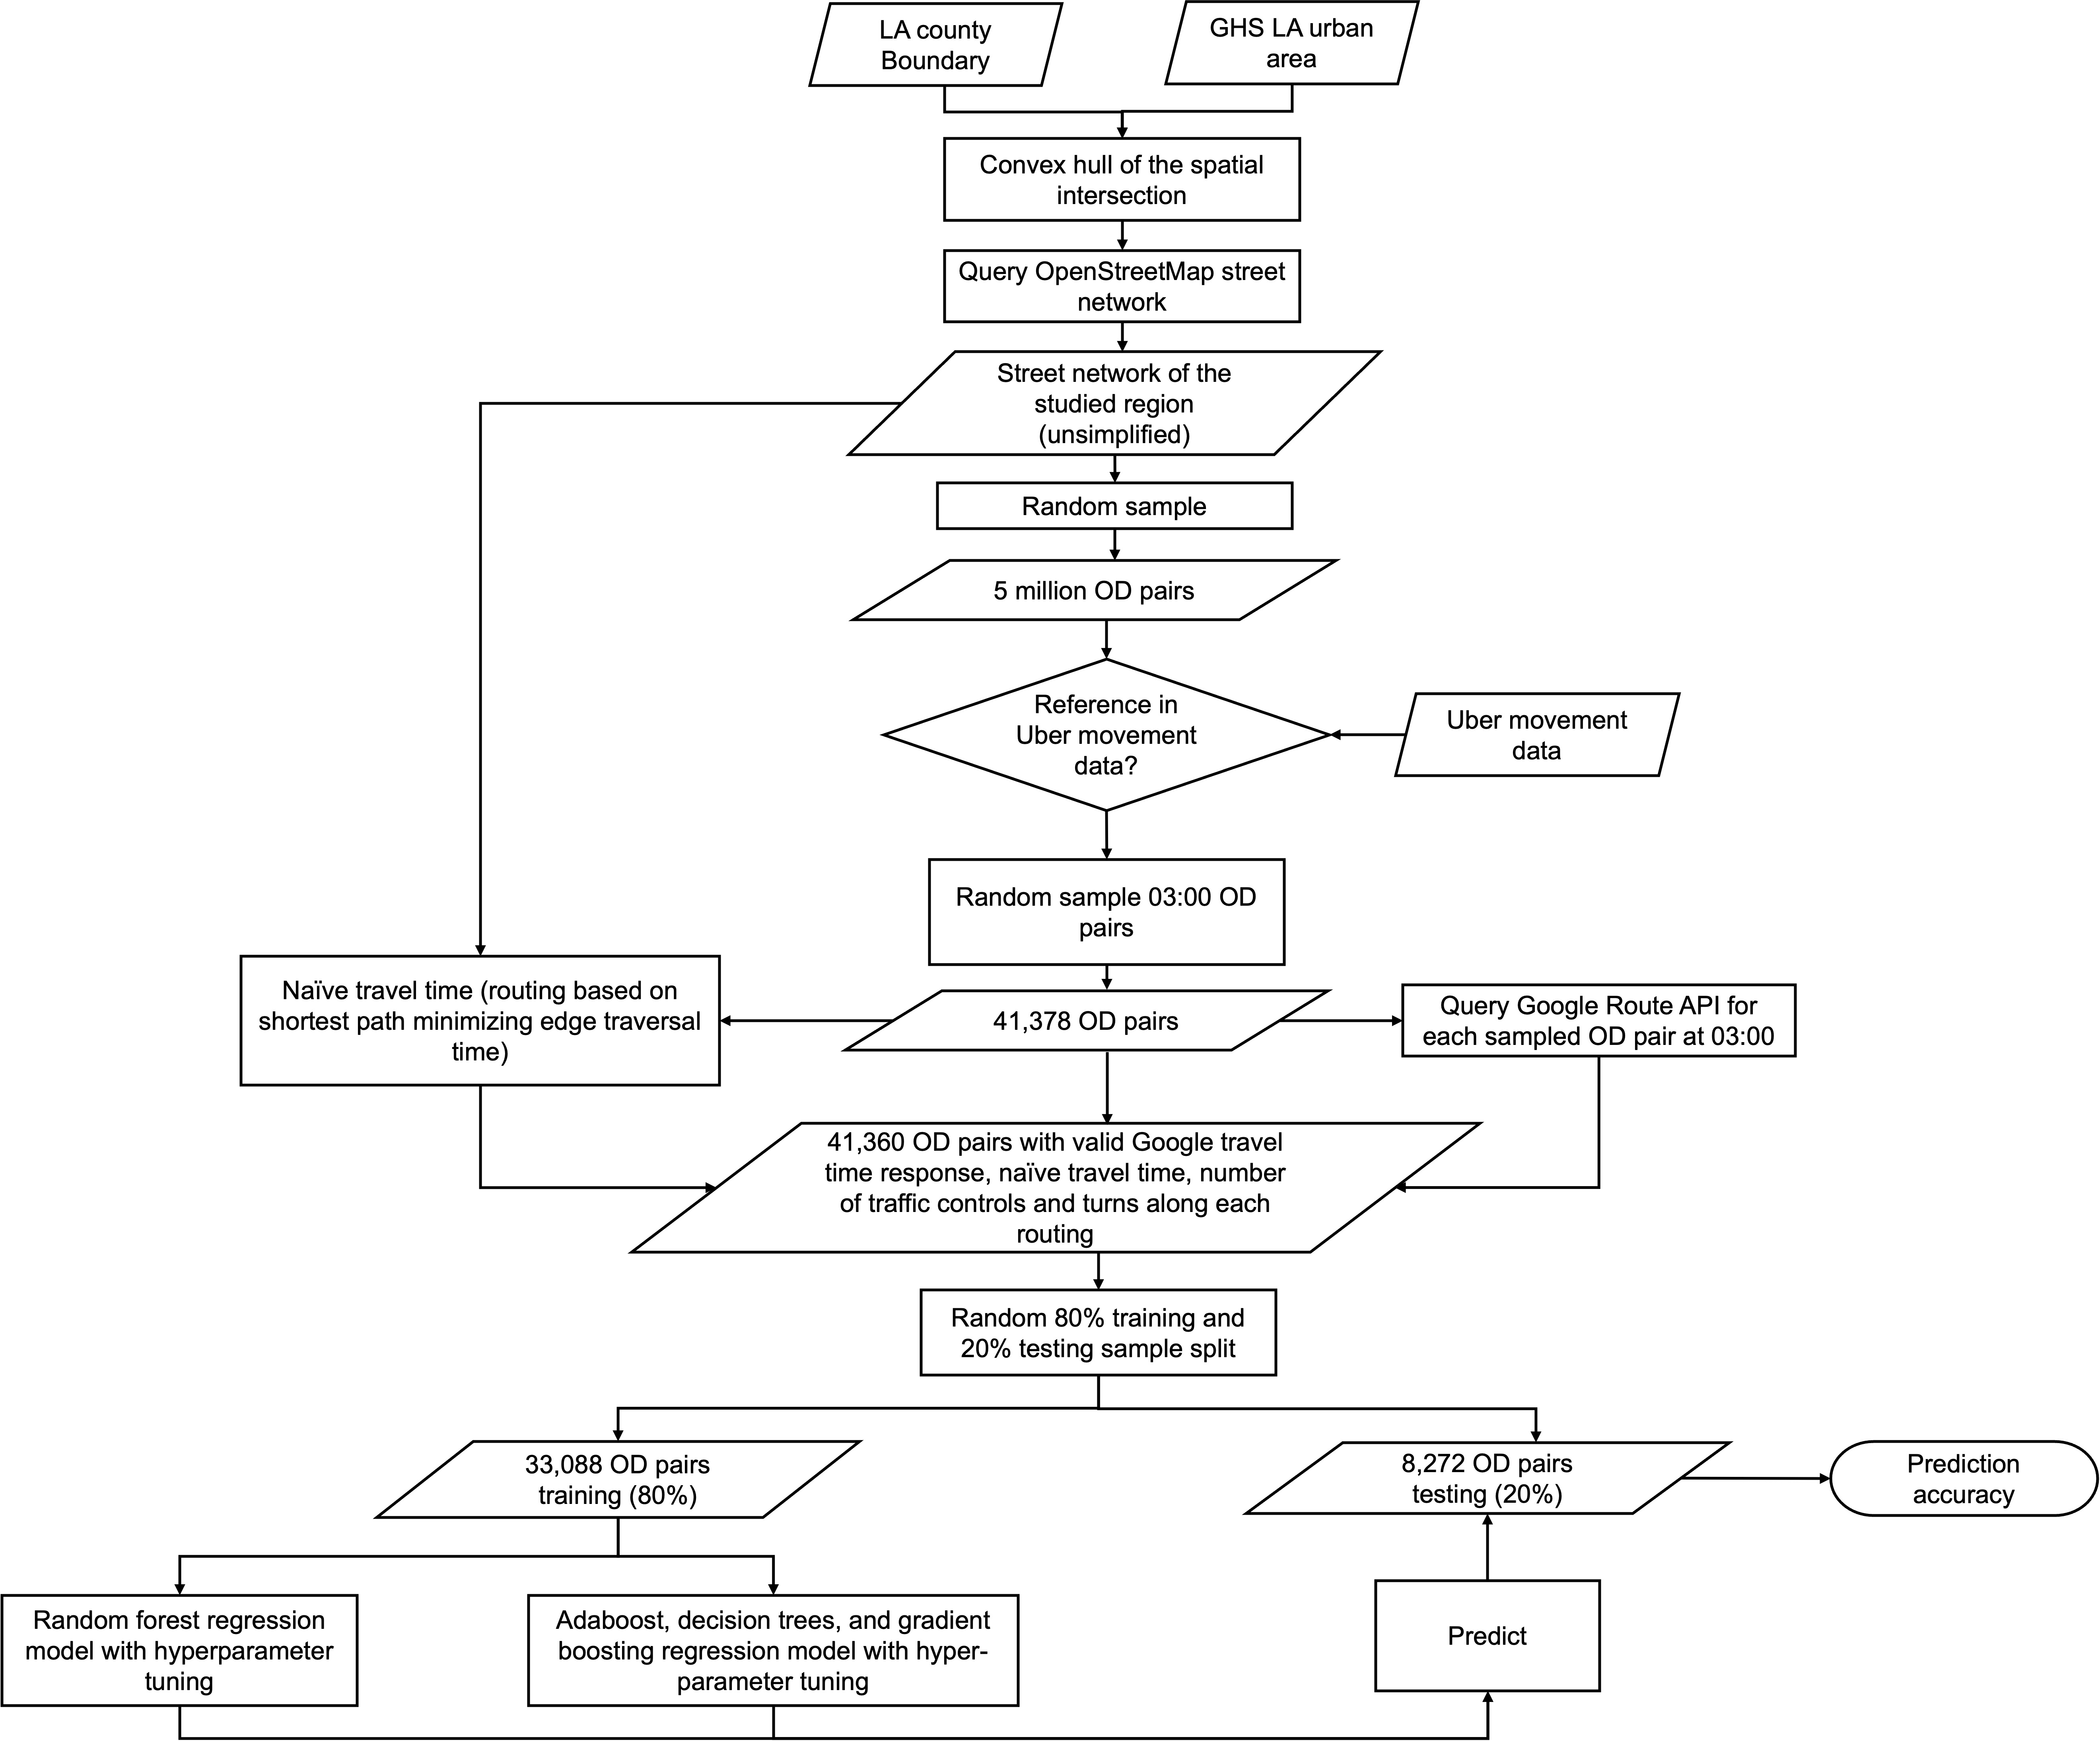 LA county
Boundary
GHS LA urban
area
Convex hull of the spatial
intersection
Query OpenStreetMap street
network
Street network of the
studied region
(unsimplified)
Random sample
5 million OD pairs
Reference in
Uber movement
data?
Uber movement
data
Random sample 03:00 OD
pairs
Naïve travel time (routing based on
shortest path minimizing edge traversal
time)
41,378 OD pairs
Query Google Route API for
each sampled OD pair at 03:00
41,360 OD pairs with valid Google travel
time response, naïve travel time, number
of traffic controls and turns along each
routing
Random 80% training and
20% testing sample split
33,088 OD pairs
training (80%)
8,272 OD pairs
testing (20%)
Prediction
accuracy
Random forest regression
model with hyperparameter
tuning
Adaboost, decision trees, and gradient
boosting regression model with hyper-
parameter tuning
Predict